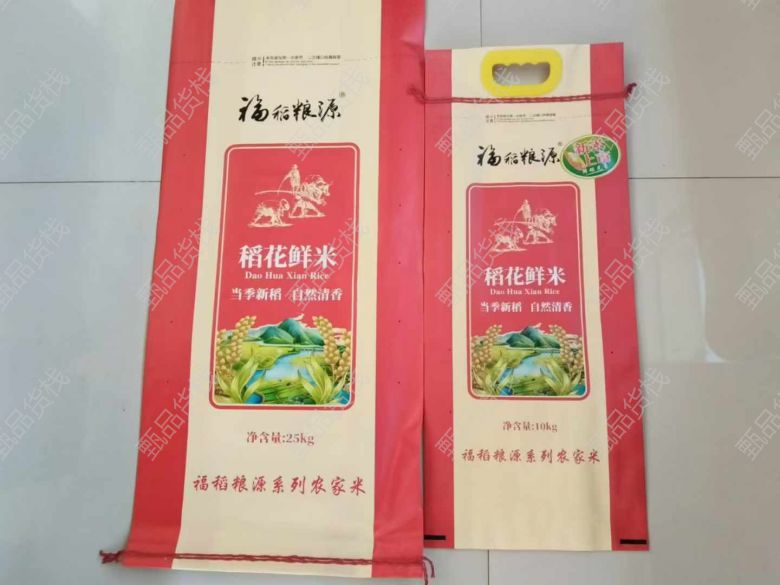 福稻粮源
稻花鲜米
Dao Hua Xian Rice
当季新稻 自然清香
净含量:25kg
福稻粮源系列农家米
福稻粮源
新米
上市
稻花鲜米
Dao Hua Xian Rice
当季新稻 自然清香
净含量:10kg
福稻粮源系列农家米
甄品货栈